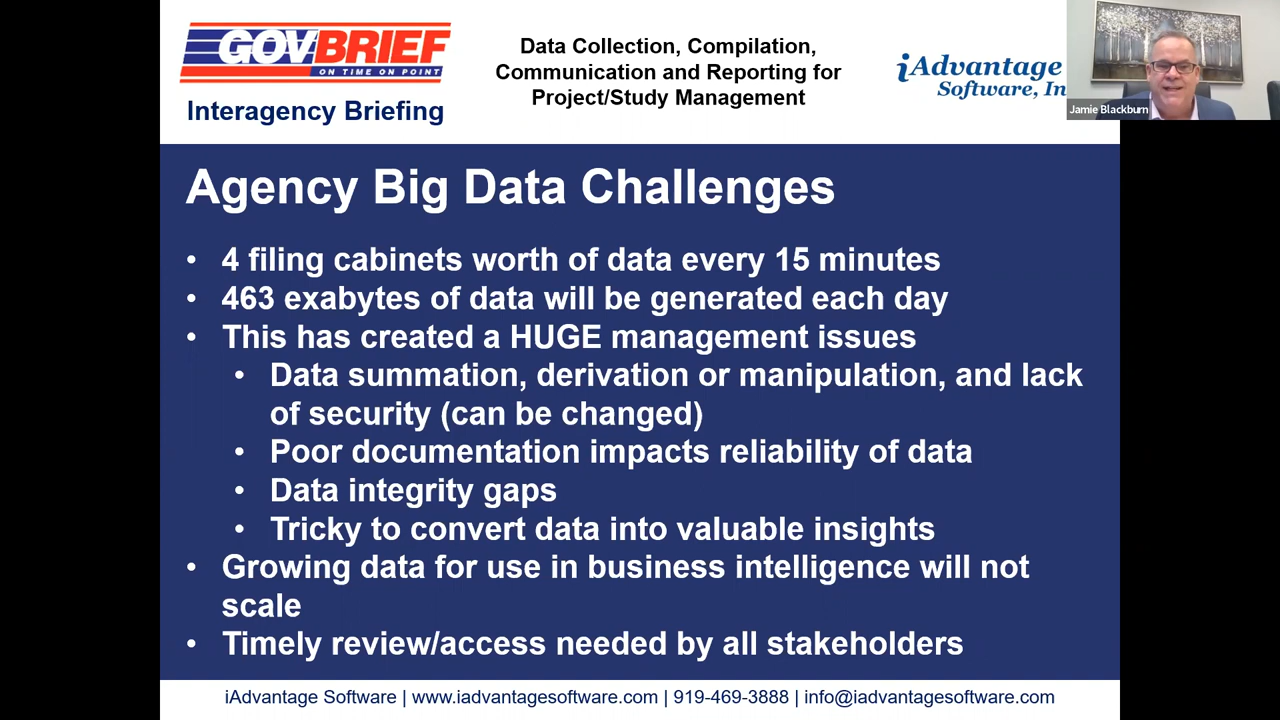 GOVBRIEF
ON TIME ON POINT
Interagency Briefing
Data Collection, Compilation,
Communication and Reporting for
Project/Study Management
iAdvantage
Software, In
Jamie Blackburn
Agency Big Data Challenges
• 4 filing cabinets worth of data every 15 minutes
• 463 exabytes of data will be generated each day
• This has created a HUGE management issues
• Data summation, derivation or manipulation, and lack
of security (can be changed)
• Poor documentation impacts reliability of data
• Data integrity gaps
• Tricky to convert data into valuable insights
• Growing data for use in business intelligence will not
scale
• Timely review/access needed by all stakeholders
iAdvantage Software | www.iadvantagesoftware.com | 919-469-3888 | info@iadvantagesoftware.com